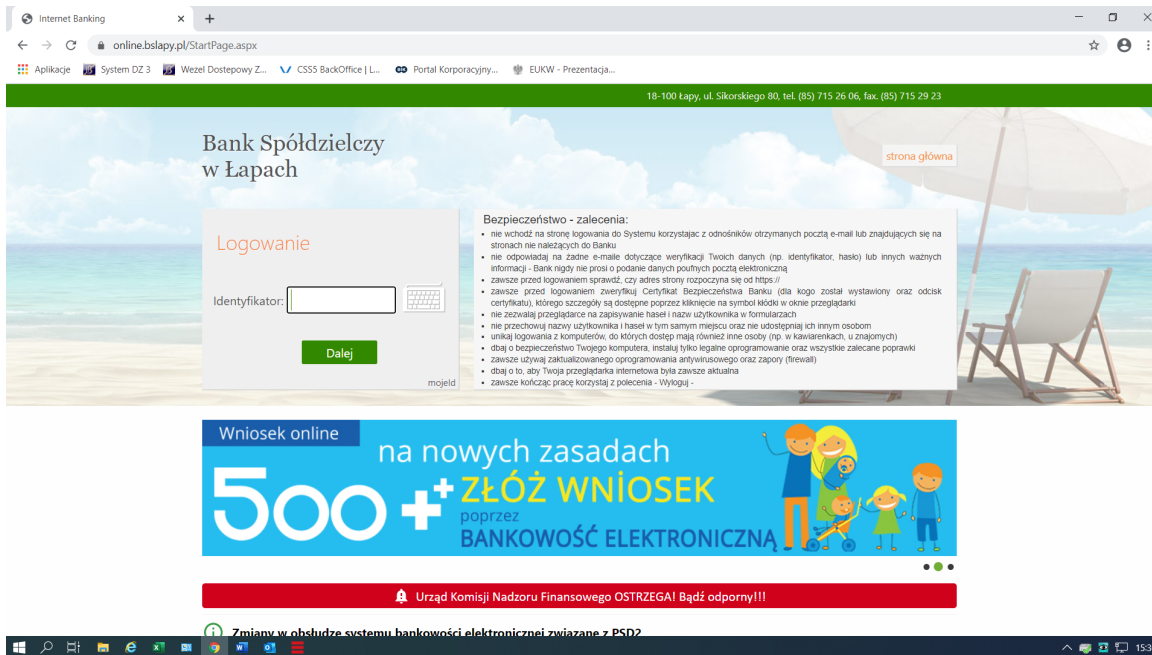 Internet Banking
online.bslapy.pl/StartPage.aspx
Aplikacje System DZ 3 Wezel Dostepowy Z... CSS5 BackOffice | L... Portal Korporacyjny... EUKW - Prezentacja...
18-100 Łapy, ul. Sikorskiego 80, tel. (85) 715 26 06, fax. (85) 715 29 23
Bank Spółdzielczy
w Łapach
strona główna
Logowanie
Identyfikator:
Dalej
mojeId
Bezpieczeństwo - zalecenia:
• nie wchodź na stronę logowania do Systemu korzystajac z odnośników otrzymanych pocztą e-mail lub znajdujących się na
stronach nie należących do Banku
• nie odpowiadaj na żadne e-maile dotyczące weryfikacji Twoich danych (np. identyfikator, hasło) lub innych ważnych
informacji - Bank nigdy nie prosi o podanie danych poufnych pocztą elektroniczną
• zawsze przed logowaniem sprawdź, czy adres strony rozpoczyna się od https://
• zawsze przed logowaniem zweryfikuj Certyfikat Bezpieczeństwa Banku (dla kogo został wystawiony oraz odcisk
certyfikatu), którego szczegóły są dostępne poprzez kliknięcie na symbol kłódki w oknie przeglądarki
• nie zezwalaj przeglądarce na zapisywanie haseł i nazw użytkownika w formularzach
• nie przechowuj nazwy użytkownika i haseł w tym samym miejscu oraz nie udostępniaj ich innym osobom
• unikaj logowania z komputerów, do których dostęp mają również inne osoby (np. w kawiarenkach, u znajomych)
• dbaj o bezpieczeństwo Twojego komputera, instaluj tylko legalne oprogramowanie oraz wszystkie zalecane poprawki
• zawsze używaj zaktualizowanego oprogramowania antywirusowego oraz zapory (firewall)
• dbaj o to, aby Twoja przeglądarka internetowa była zawsze aktualna
• zawsze kończąc pracę korzystaj z polecenia - Wyloguj -
Wniosek online
500++
na nowych zasadach
ZŁÓŻ WNIOSEK
poprzez
BANKOWOŚĆ ELEKTRONICZNĄ
Urząd Komisji Nadzoru Finansowego OSTRZEGA! Bądź odporny!!!
Zmiany w obsłudze systemu bankowości elektronicznej związane z PSD2
15:3